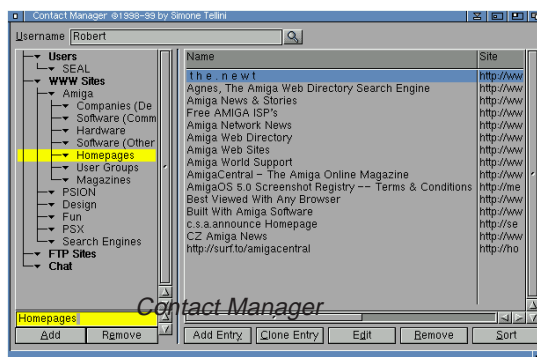 Contact Manager ©1998-99 by Simone Tellini
Username Robert
Users
SEAL
WWW Sites
Amiga
Companies (De
Software (Comm
Hardware
Software (Other
Homepages
User Groups
Magazines
PSION
Design
Fun
PSX
Search Engines
FTP Sites
Chat
Homepages
Add Remove
Name Site
t h e . n e w t http://ww
Agnes, The Amiga Web Directory Search Engine http://ww
Amiga News & Stories http://ww
Free AMIGA ISP's http://ww
Amiga Network News http://ww
Amiga Web Directory http://ww
Amiga Web Sites http://ww
Amiga World Support http://ww
AmigaCentral - The Amiga Online Magazine http://ww
AmigaOS 5.0 Screenshot Registry -- Terms & Conditions http://me
Best Viewed With Any Browser http://ww
Built With Amiga Software http://ww
c.s.a.announce Homepage http://se
CZ Amiga News http://ww
http://surf.to/amigacentral http://ho
Contact Manager
Add Entry Clone Entry Edit Remove Sort